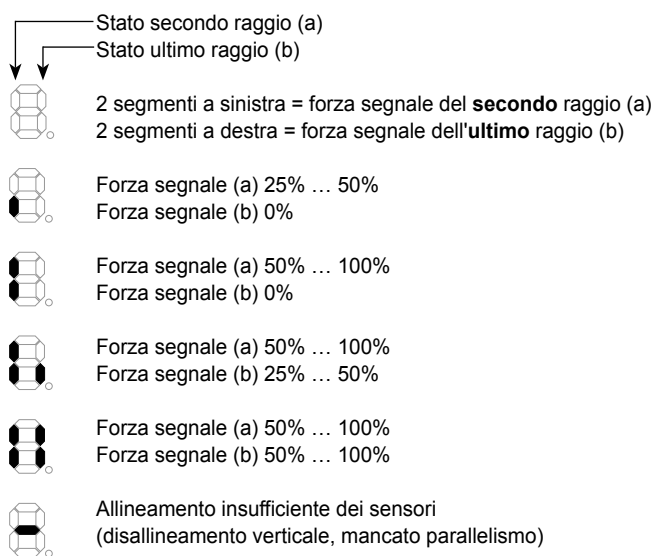 Stato secondo raggio (a)
Stato ultimo raggio (b)
2 segmenti a sinistra = forza segnale del secondo raggio (a)
2 segmenti a destra = forza segnale dell'ultimo raggio (b)
Forza segnale (a) 25% … 50%
Forza segnale (b) 0%
Forza segnale (a) 50% … 100%
Forza segnale (b) 0%
Forza segnale (a) 50% … 100%
Forza segnale (b) 25% … 50%
Forza segnale (a) 50% … 100%
Forza segnale (b) 50% … 100%
Allineamento insufficiente dei sensori
(disallineamento verticale, mancato parallelismo)